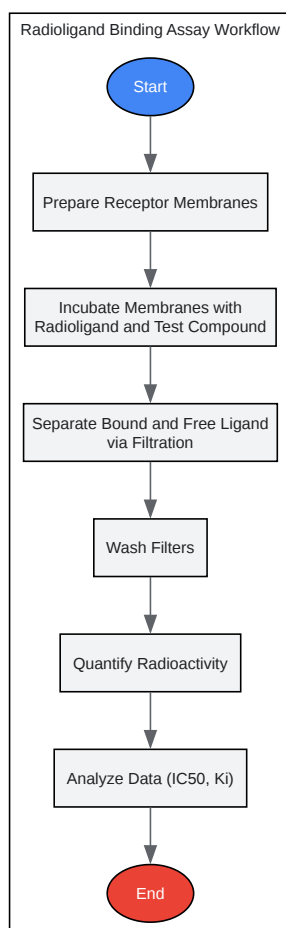 Radioligand Binding Assay Workflow
Start
Prepare Receptor Membranes
Incubate Membranes with
Radioligand and Test Compound
Separate Bound and Free Ligand
via Filtration
Wash Filters
Quantify Radioactivity
Analyze Data (IC50, Ki)
End